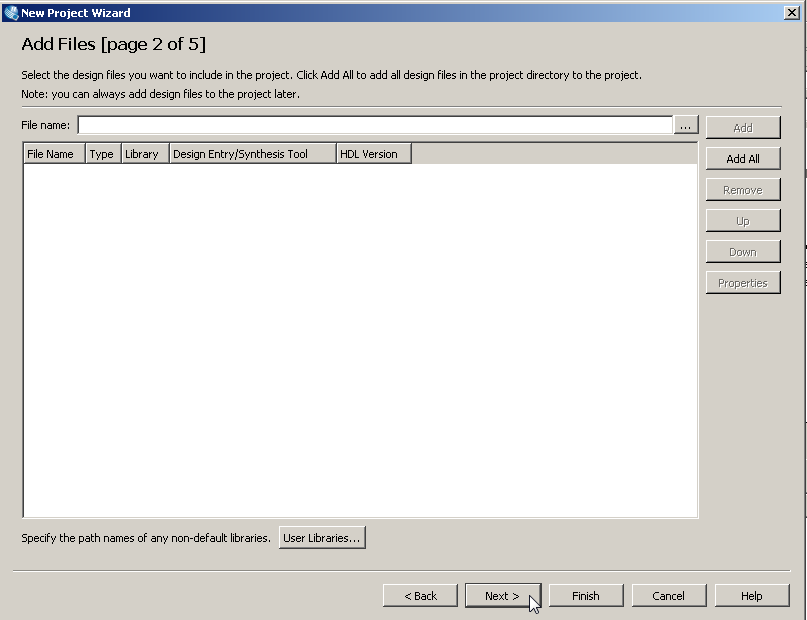 New Project Wizard
Add Files [page 2 of 5]
Select the design files you want to include in the project. Click Add All to add all design files in the project directory to the project.
Note: you can always add design files to the project later.
File name: ... Add
File Name Type Library Design Entry/Synthesis Tool HDL Version
Add All
Remove
Up
Down
Properties
Specify the path names of any non-default libraries. User Libraries...
< Back Next > Finish Cancel Help